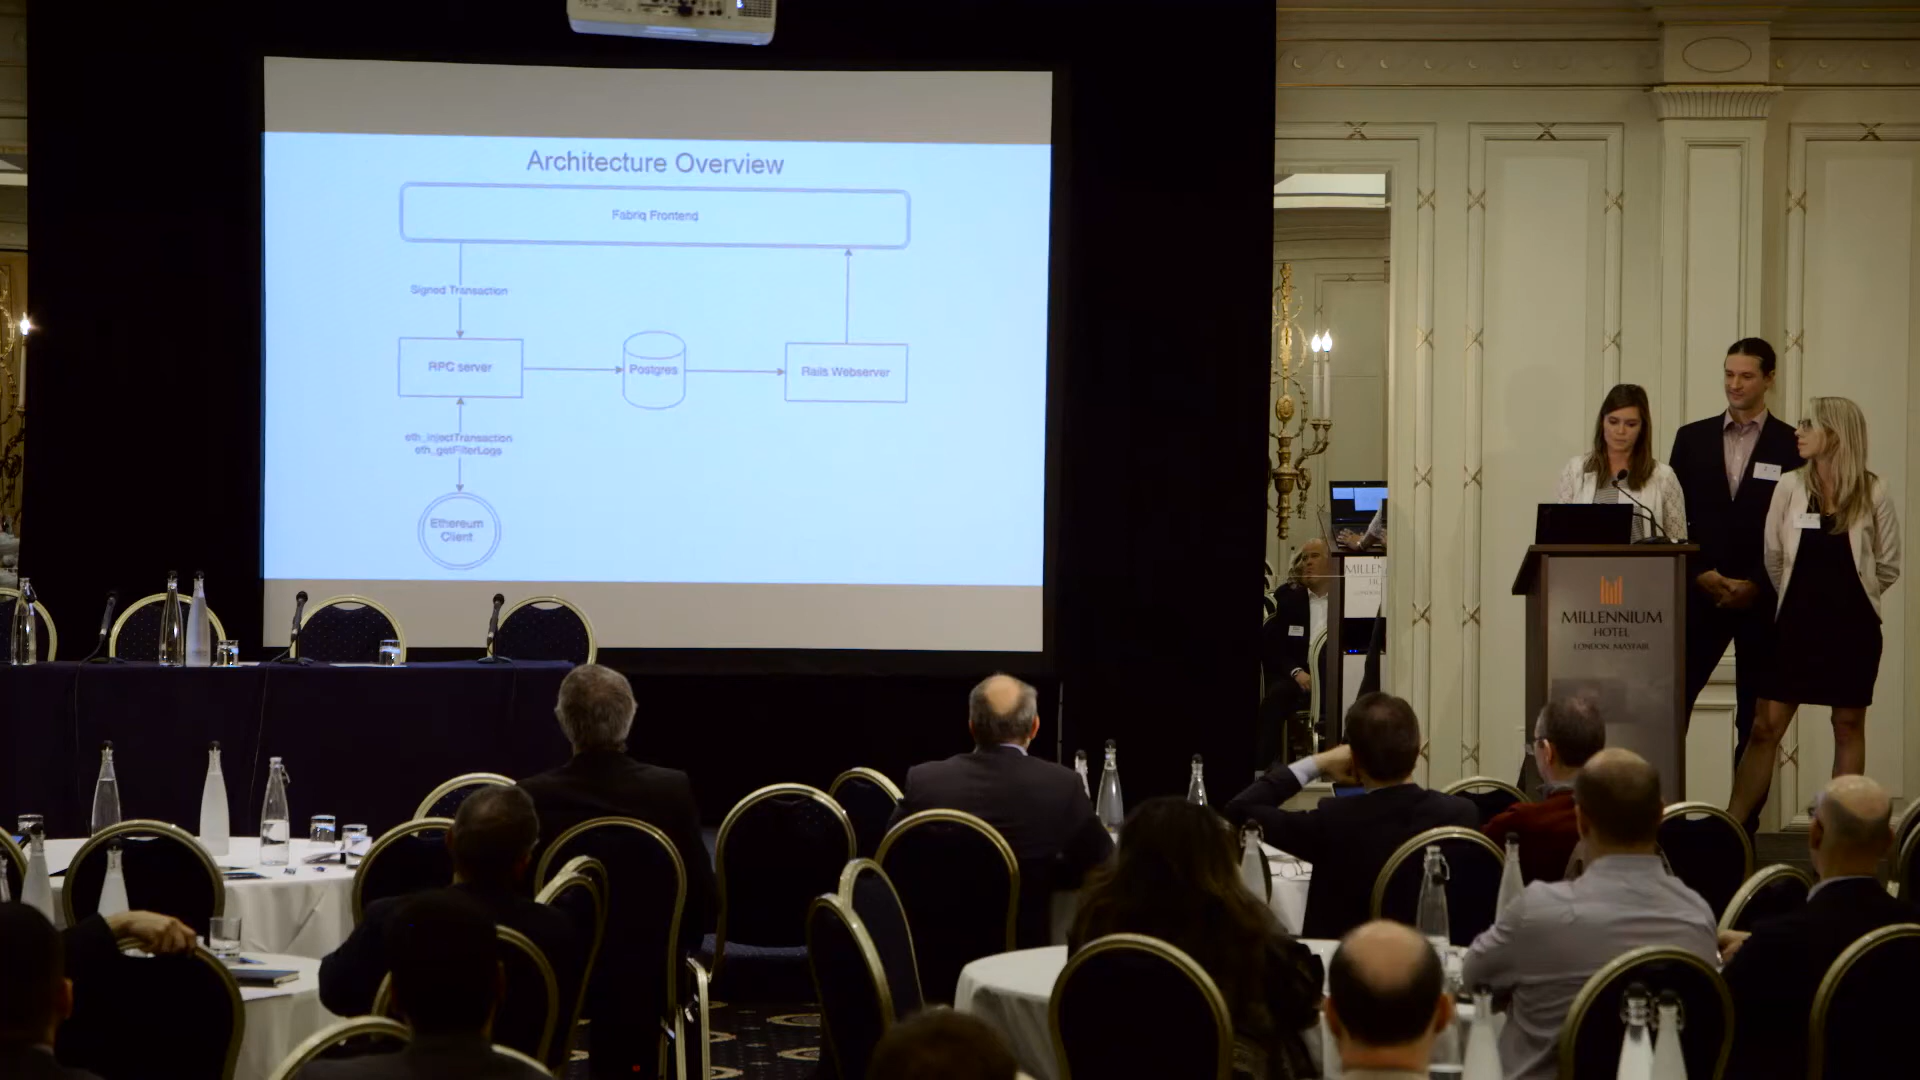 Architecture Overview
Fabriq Frontend
Signed Transaction
RPC server
Postgres
Rails Webserver
eth_injectTransaction
eth_getFilterLogs
Ethereum
Client
MILLENNIUM
HOTEL
LONDON, MAYFAIR
MILLEN